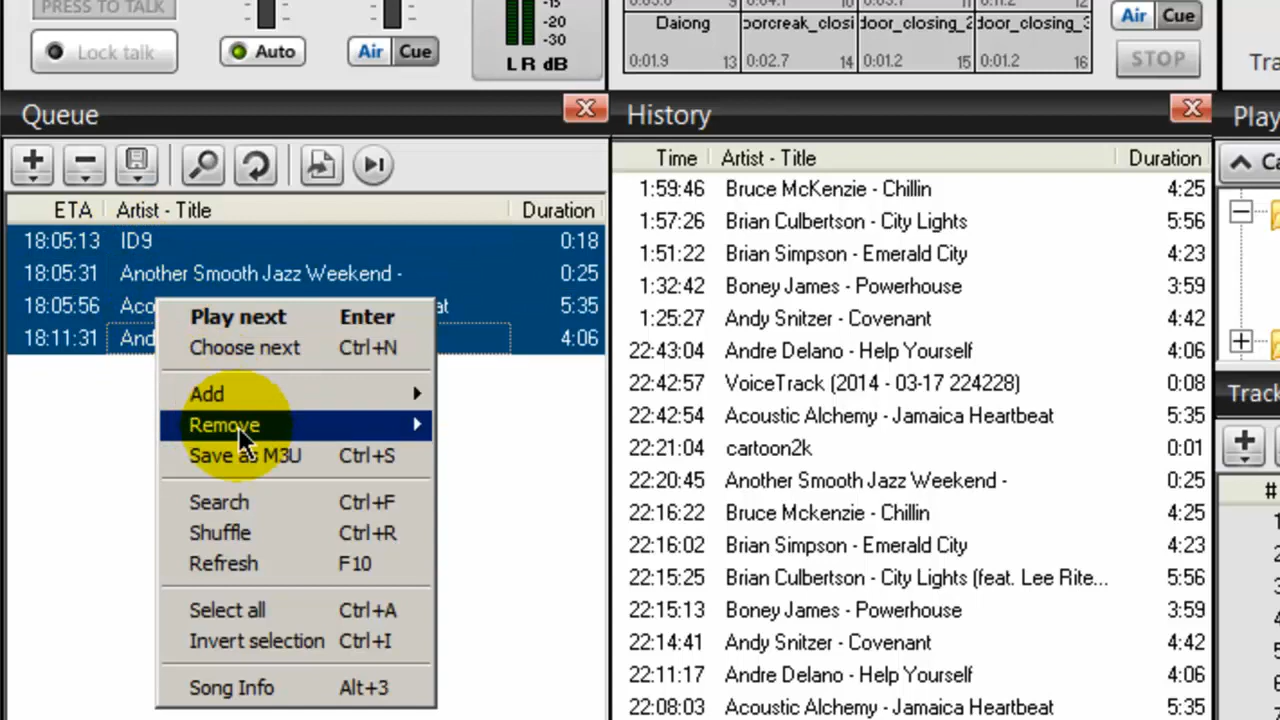 PRESS TO TALK
Lock talk
Auto
Air Cue
-15
-20
-30
L R dB
Daiong
0:01.9 13
0:02.7 14
door_closing_2
0:01.2 15
door_closing_3
0:01.2 16
Air Cue
STOP
Queue
ETA Artist - Title Duration
18:05:13 ID9 0:18
18:05:31 Another Smooth Jazz Weekend - 0:25
18:05:56 Aco at 5:35
18:11:31 And 4:06
Play next Enter
Choose next Ctrl+N
Add
Remove
Save as M3U Ctrl+S
Search Ctrl+F
Shuffle Ctrl+R
Refresh F10
Select all Ctrl+A
Invert selection Ctrl+I
Song Info Alt+3
History
Time Artist - Title Duration
1:59:46 Bruce McKenzie - Chillin 4:25
1:57:26 Brian Culbertson - City Lights 5:56
1:51:22 Brian Simpson - Emerald City 4:23
1:32:42 Boney James - Powerhouse 3:59
1:25:27 Andy Snitzer - Covenant 4:42
22:43:04 Andre Delano - Help Yourself 4:06
22:42:57 VoiceTrack (2014 - 03-17 224228) 0:08
22:42:54 Acoustic Alchemy - Jamaica Heartbeat 5:35
22:21:04 cartoon2k 0:01
22:20:45 Another Smooth Jazz Weekend - 0:25
22:16:22 Bruce Mckenzie - Chillin 4:25
22:16:02 Brian Simpson - Emerald City 4:23
22:15:25 Brian Culbertson - City Lights (feat. Lee Rite... 5:56
22:15:13 Boney James - Powerhouse 3:59
22:14:41 Andy Snitzer - Covenant 4:42
22:11:17 Andre Delano - Help Yourself 4:06
22:08:03 Acoustic Alchemy - Jamaica Heartbeat 5:35
Tra
Play
Ca
Track
#